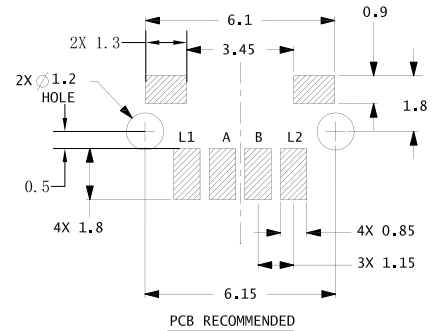 6.1
0.9
2X 1.3
3.45
2X ∅ 1.2
HOLE
1.8
L1 A B L2
0.5
4X 1.8
4X 0.85
3X 1.15
6.15
PCB RECOMMENDED